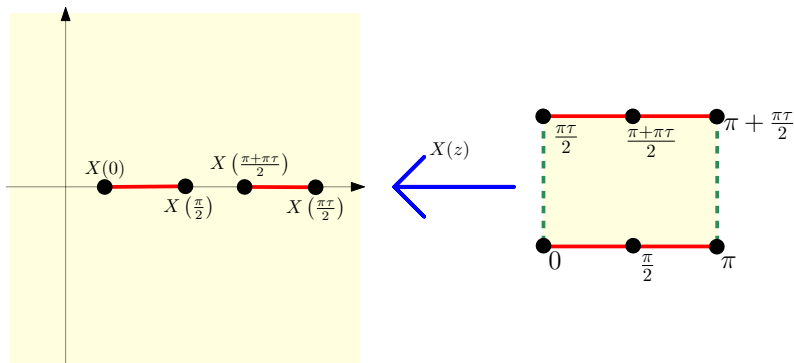 X(0)
X(π/2)
X((π+πτ)/2)
X(πτ/2)
X(z)
πτ/2
(π+πτ)/2
π + πτ/2
0
π/2
π